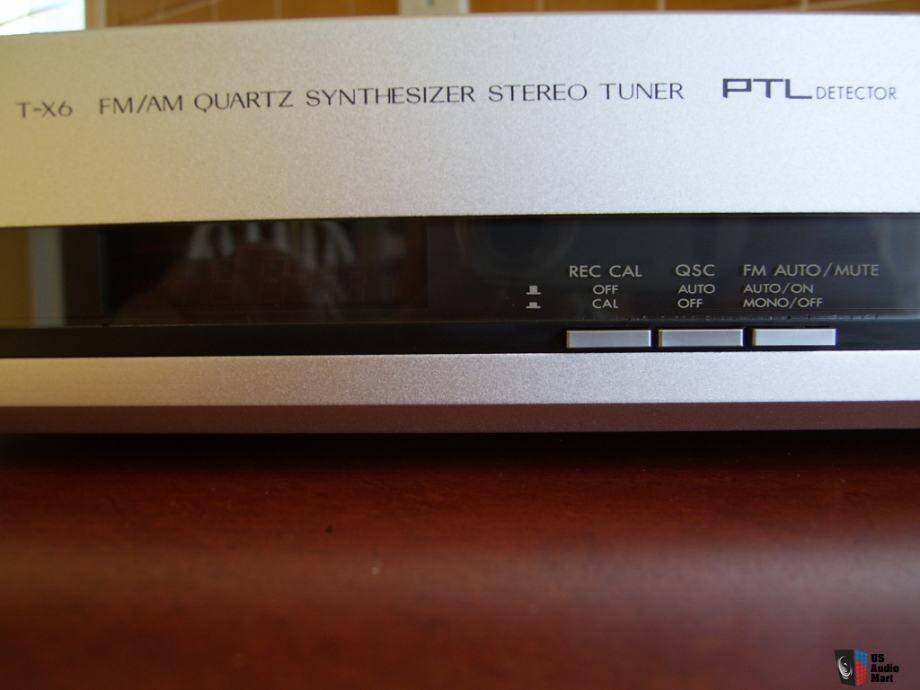 T-X6 FM/AM QUARTZ SYNTHESIZER STEREO TUNER PTL DETECTOR
REC CAL QSC FM AUTO/MUTE
OFF AUTO AUTO/ON
CAL OFF MONO/OFF
US
Audio
Mart